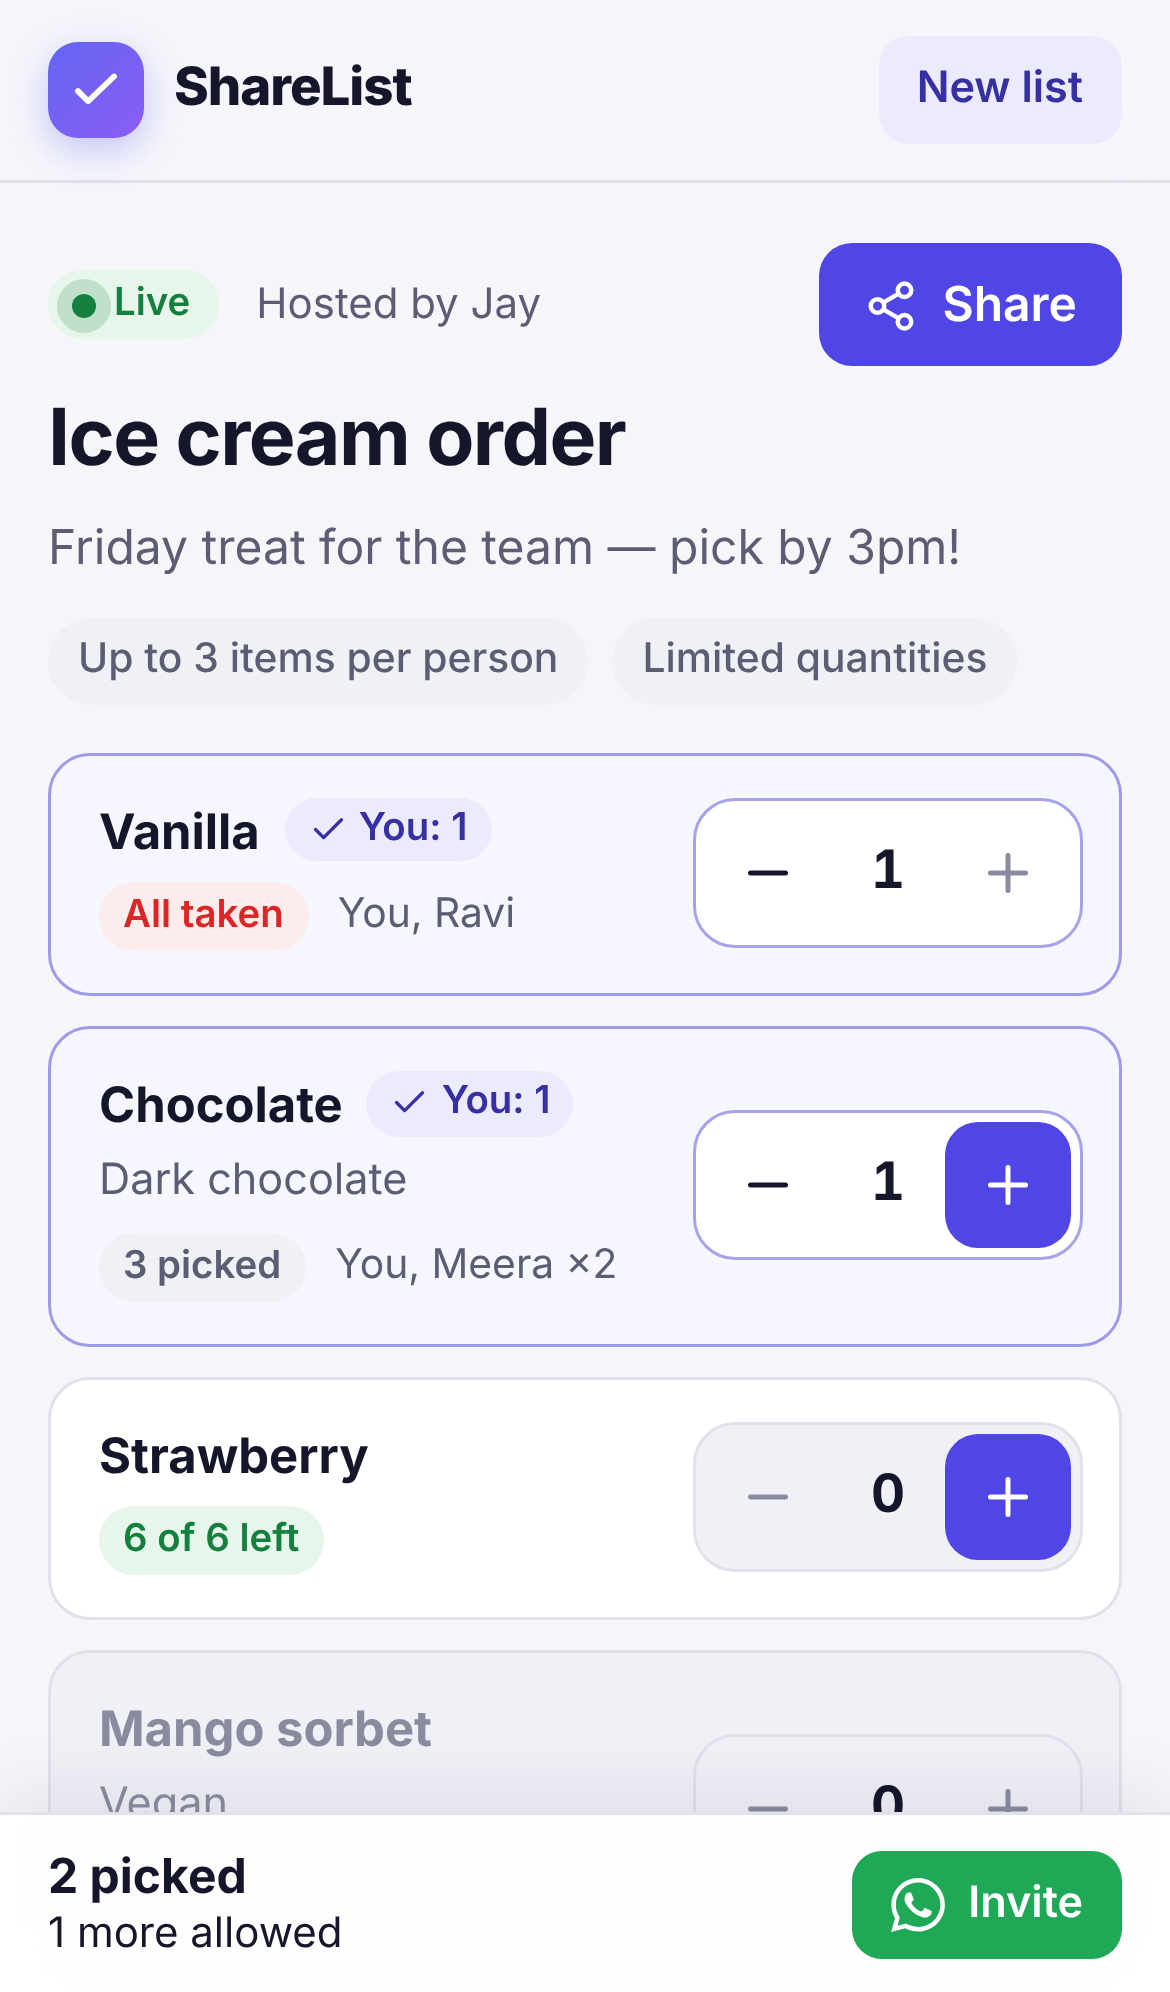 ShareList
New list
Live
Hosted by Jay
Share
Ice cream order
Friday treat for the team — pick by 3pm!
Up to 3 items per person
Limited quantities
Vanilla
You: 1
All taken
You, Ravi
1
Chocolate
You: 1
Dark chocolate
3 picked
You, Meera ×2
1
Strawberry
6 of 6 left
0
Mango sorbet
Vegan
0
2 picked
1 more allowed
Invite